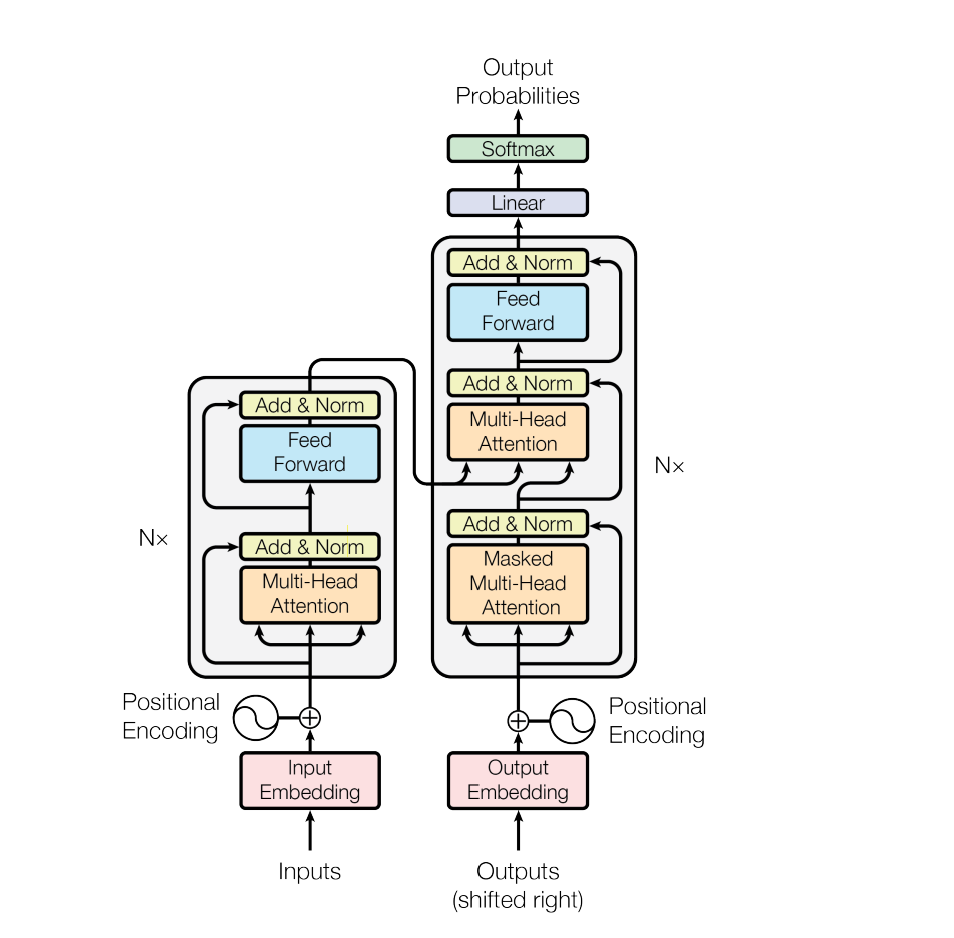 Output
Probabilities
Softmax
Linear
Add & Norm
Feed
Forward
Add & Norm
Multi-Head
Attention
Add & Norm
Masked
Multi-Head
Attention
N×
Positional
Encoding
Output
Embedding
Outputs
(shifted right)
Add & Norm
Feed
Forward
Add & Norm
Multi-Head
Attention
N×
Positional
Encoding
Input
Embedding
Inputs